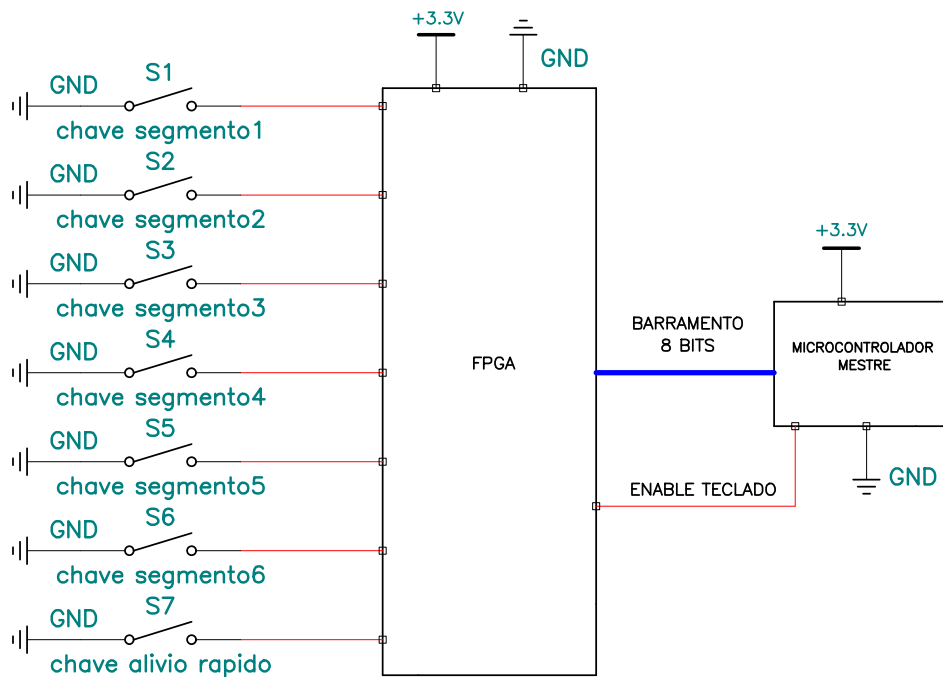 +3.3V
GND
GND
S1
chave segmento1
GND
S2
chave segmento2
GND
S3
chave segmento3
GND
S4
chave segmento4
GND
S5
chave segmento5
GND
S6
chave segmento6
GND
S7
chave alivio rapido
FPGA
BARRAMENTO
8 BITS
ENABLE TECLADO
+3.3V
MICROCONTROLADOR
MESTRE
GND